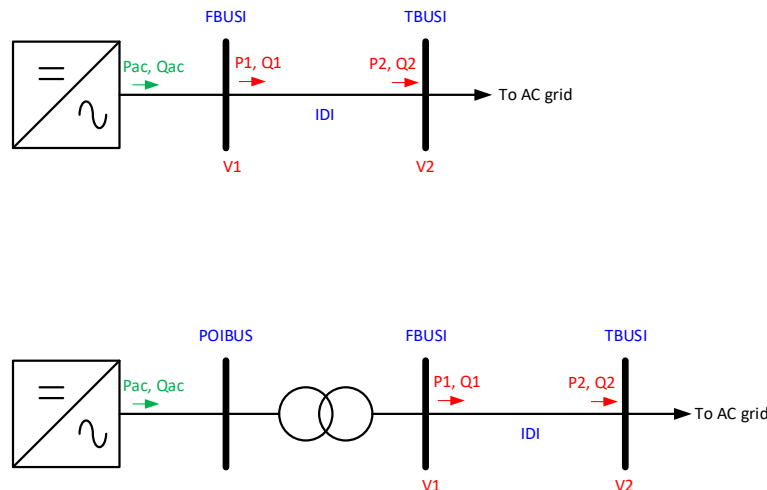 FBUSI
TBUSI
Pac, Qac
P1, Q1
P2, Q2
To AC grid
IDI
V1
V2
POIBUS
FBUSI
TBUSI
Pac, Qac
P1, Q1
P2, Q2
To AC grid
IDI
V1
V2